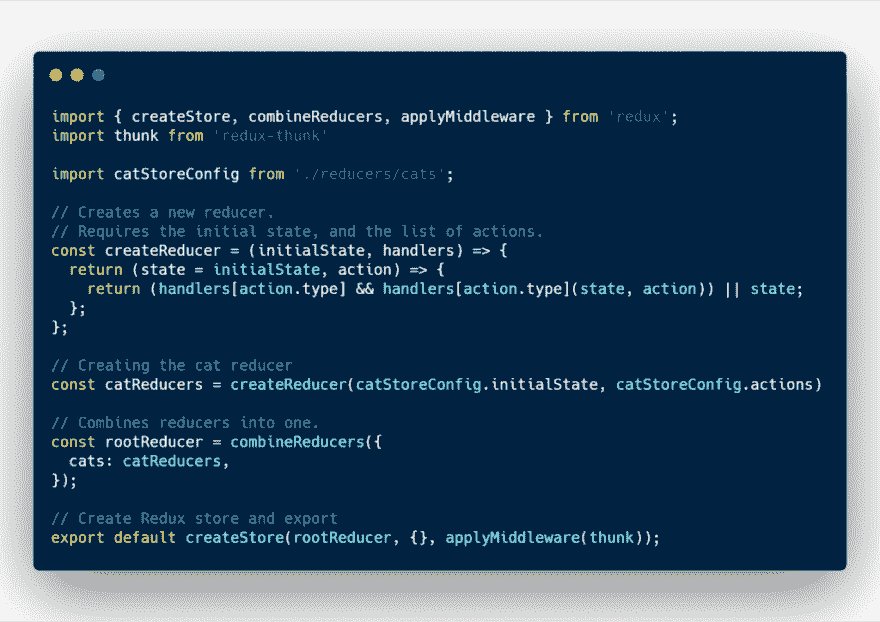 import { createStore, combineReducers, applyMiddleware } from 'redux';
import thunk from 'redux-thunk'
import catStoreConfig from './reducers/cats';
// Creates a new reducer.
// Requires the initial state, and the list of actions.
const createReducer = (initialState, handlers) => {
  return (state = initialState, action) => {
    return (handlers[action.type] && handlers[action.type](state, action)) || state;
  };
};
// Creating the cat reducer
const catReducers = createReducer(catStoreConfig.initialState, catStoreConfig.actions)
// Combines reducers into one.
const rootReducer = combineReducers({
  cats: catReducers,
});
// Create Redux store and export
export default createStore(rootReducer, {}, applyMiddleware(thunk));